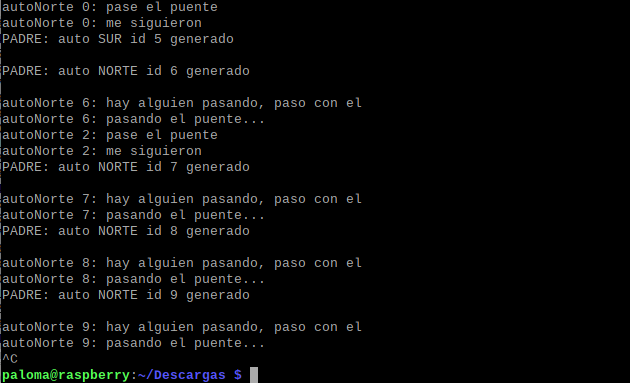 autoNorte 0: pase el puente
autoNorte 0: me siguieron
PADRE: auto SUR id 5 generado
PADRE: auto NORTE id 6 generado
autoNorte 6: hay alguien pasando, paso con el
autoNorte 6: pasando el puente...
autoNorte 2: pase el puente
autoNorte 2: me siguieron
PADRE: auto NORTE id 7 generado
autoNorte 7: hay alguien pasando, paso con el
autoNorte 7: pasando el puente...
PADRE: auto NORTE id 8 generado
autoNorte 8: hay alguien pasando, paso con el
autoNorte 8: pasando el puente...
PADRE: auto NORTE id 9 generado
autoNorte 9: hay alguien pasando, paso con el
autoNorte 9: pasando el puente...
^C
paloma@raspberry:~/Descargas $